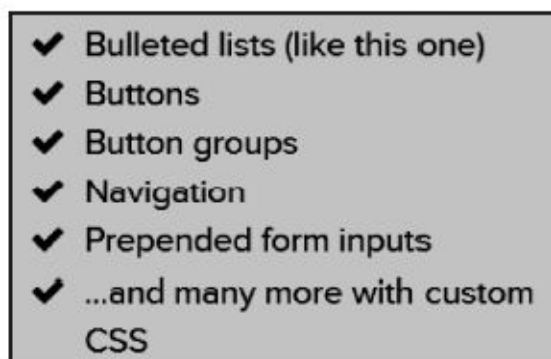 Bulleted lists (like this one)
Buttons
Button groups
Navigation
Prepended form inputs
...and many more with custom
CSS